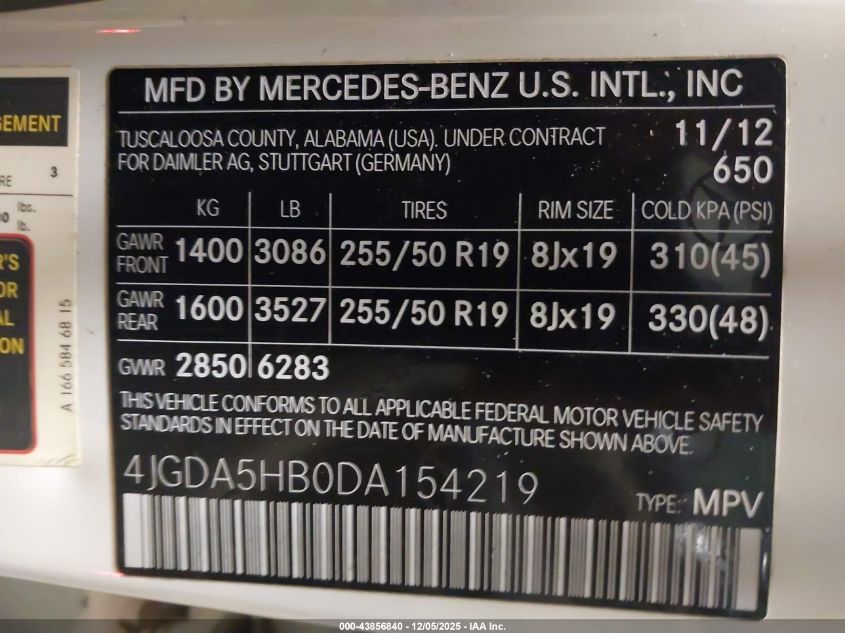 GEMENT
3
lbs.
lb.
A 166 584 68 15
MFD BY MERCEDES-BENZ U.S. INTL., INC
TUSCALOOSA COUNTY, ALABAMA (USA). UNDER CONTRACT 11/12
FOR DAIMLER AG, STUTTGART (GERMANY) 650
KG LB TIRES RIM SIZE COLD KPA (PSI)
GAWR FRONT 1400 3086 255/50 R19 8Jx19 310(45)
GAWR REAR 1600 3527 255/50 R19 8Jx19 330(48)
GVWR 2850 6283
THIS VEHICLE CONFORMS TO ALL APPLICABLE FEDERAL MOTOR VEHICLE SAFETY
STANDARDS IN EFFECT ON THE DATE OF MANUFACTURE SHOWN ABOVE.
4JGDA5HB0DA154219
TYPE: MPV
000-43856840 - 12/05/2025 - IAA Inc.